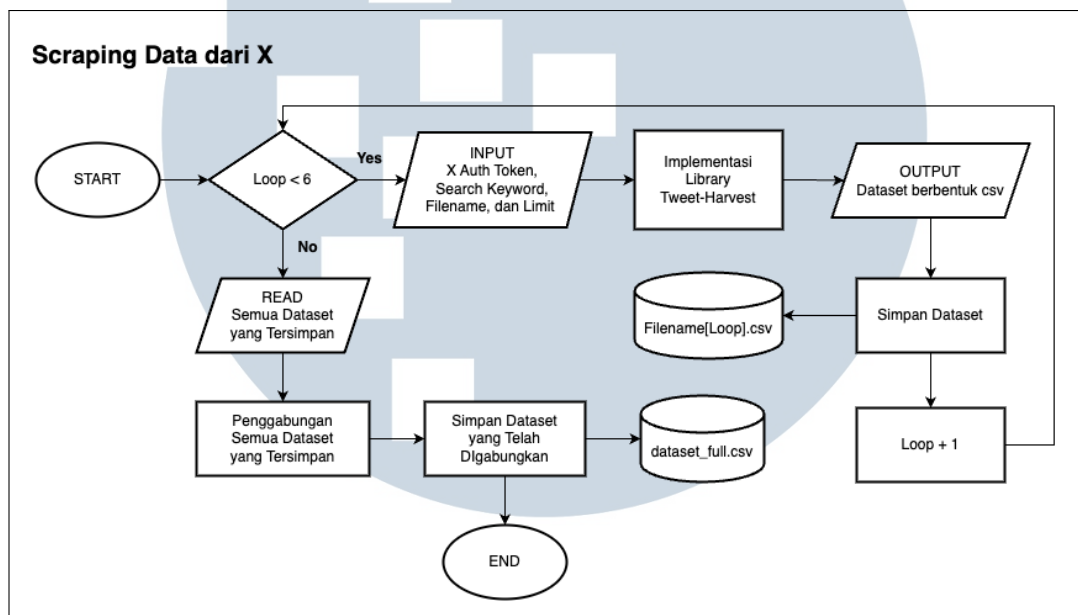 Scraping Data dari X
START
Loop < 6
Yes
INPUT
X Auth Token,
Search Keyword,
Filename, dan Limit
Implementasi
Library
Tweet-Harvest
OUTPUT
Dataset berbentuk csv
No
READ
Semua Dataset
yang Tersimpan
Filename[Loop].csv
Simpan Dataset
Penggabungan
Semua Dataset
yang Tersimpan
Simpan Dataset
yang Telah
DIgabungkan
dataset_full.csv
Loop + 1
END